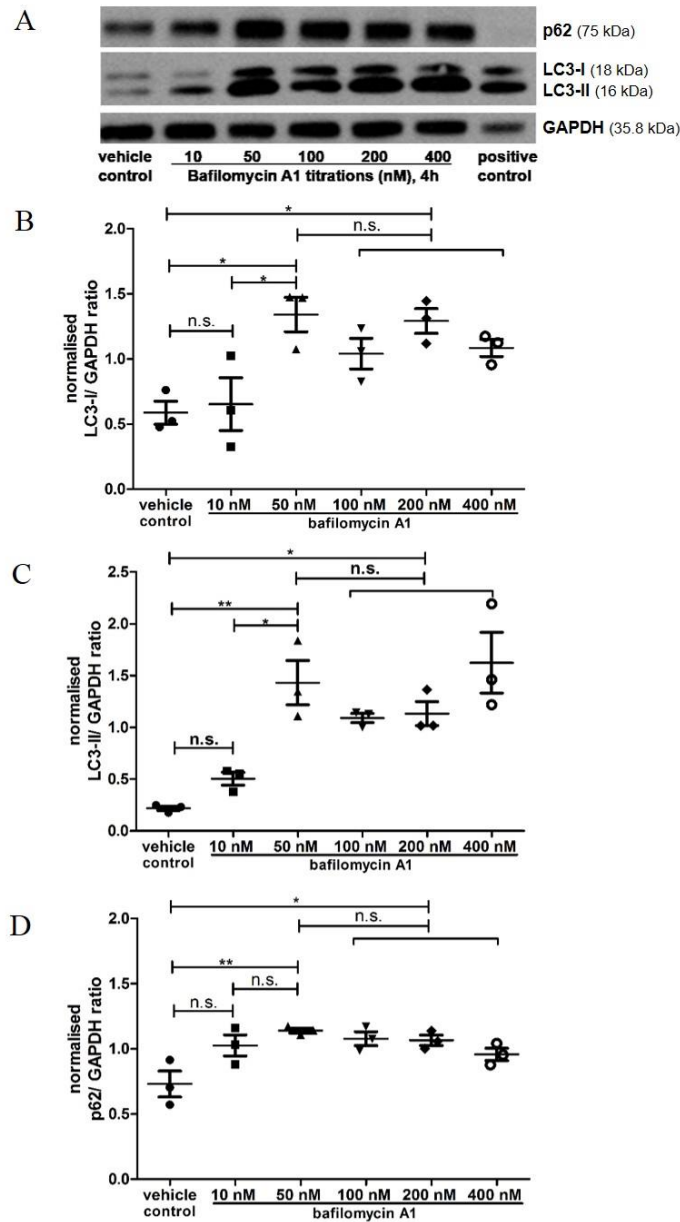 A
p62 (75 kDa)
LC3-I (18 kDa)
LC3-II (16 kDa)
GAPDH (35.8 kDa)
vehicle control 10 50 100 200 400 positive control
Bafilomycin A1 titrations (nM), 4h
B
normalised
LC3-I/ GAPDH ratio
2.0
1.5
1.0
0.5
0.0
*
n.s.
*
*
n.s.
vehicle control 10 nM 50 nM 100 nM 200 nM 400 nM
bafilomycin A1
C
normalised
LC3-II/ GAPDH ratio
2.5
2.0
1.5
1.0
0.5
0.0
*
n.s.
**
*
n.s.
vehicle control 10 nM 50 nM 100 nM 200 nM 400 nM
bafilomycin A1
D
normalised
p62/ GAPDH ratio
2.0
1.5
1.0
0.5
0.0
*
n.s.
**
n.s.
n.s.
vehicle control 10 nM 50 nM 100 nM 200 nM 400 nM
bafilomycin A1